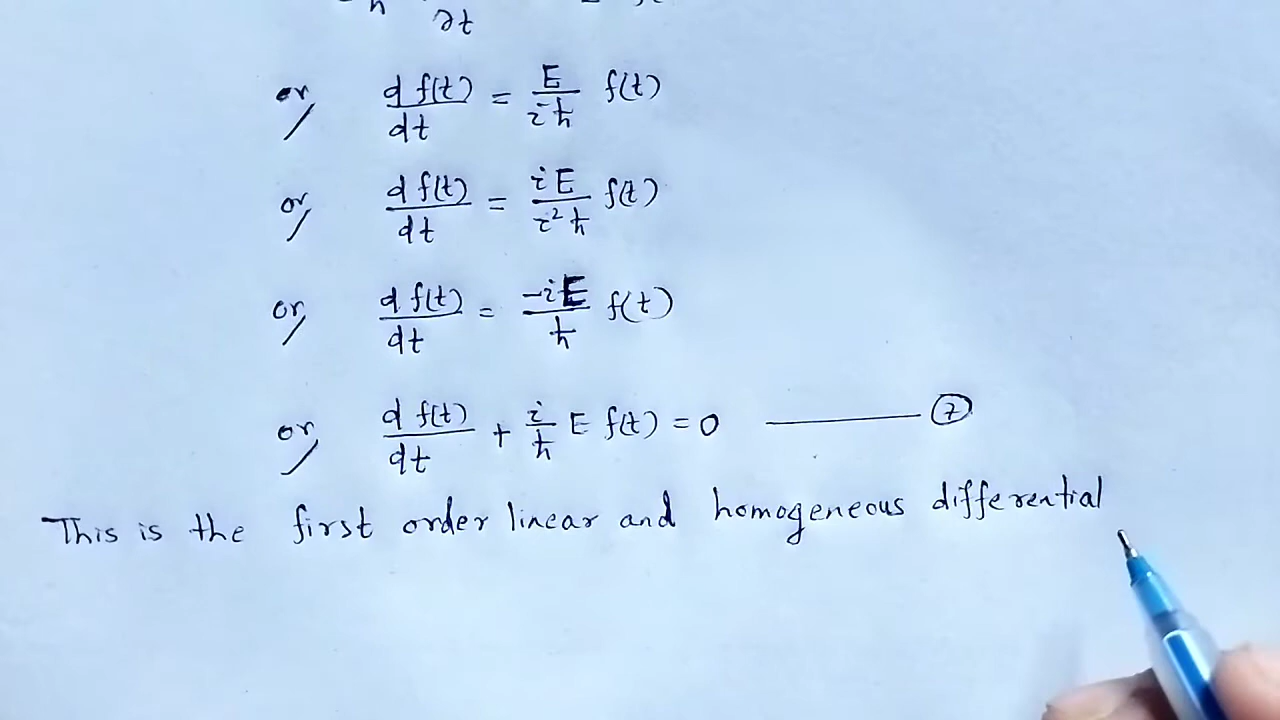 ∂t
or, d f(t)/dt = E/iħ f(t)
or, d f(t)/dt = iE/i²ħ f(t)
or, d f(t)/dt = -iE/ħ f(t)
or, d f(t)/dt + i/ħ E f(t) = 0 ——— ⑦
This is the first order linear and homogeneous differential